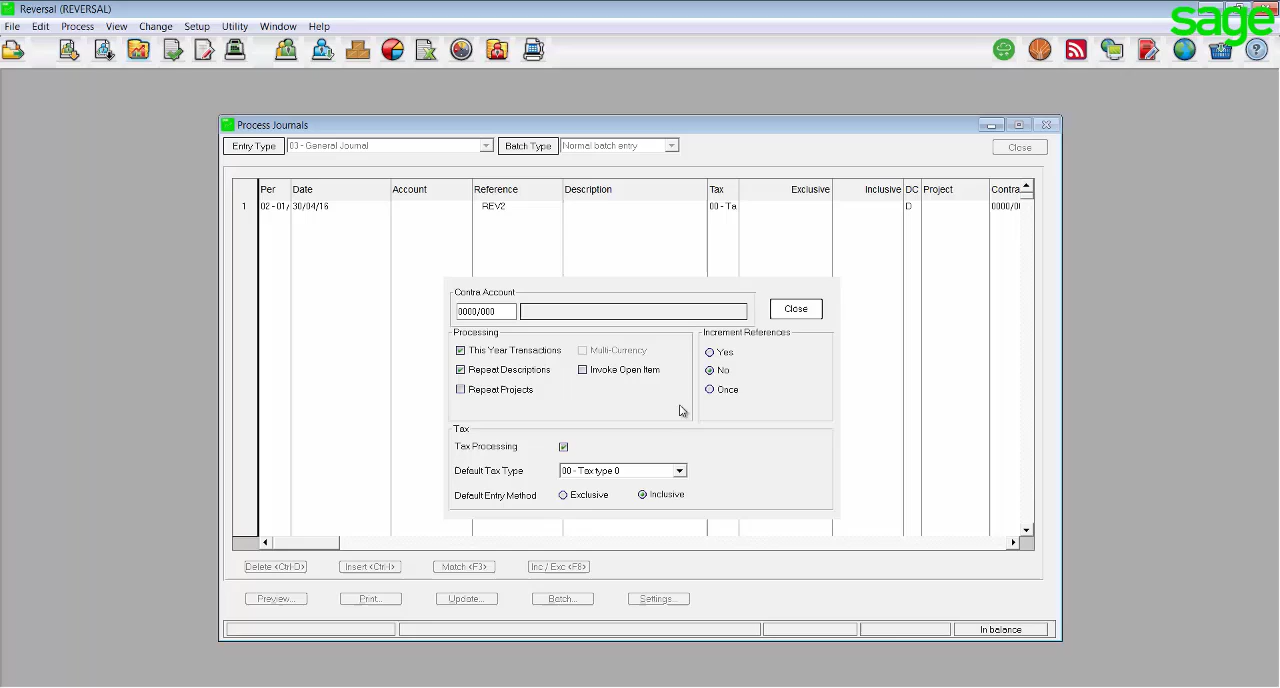 Reversal (REVERSAL)
sage
File Edit Process View Change Setup Utility Window Help
Process Journals
Entry Type 03 - General Journal Batch Type Normal batch entry Close
Per Date Account Reference Description Tax Exclusive Inclusive DC Project Contra
1 02 - 01/ 30/04/16 REV2 00 - Ta D 0000/0
Contra Account
0000/000 Close
Processing Increment References
This Year Transactions Multi-Currency Yes
Repeat Descriptions Invoke Open Item No
Repeat Projects Once
Tax
Tax Processing
Default Tax Type 00 - Tax type 0
Default Entry Method Exclusive Inclusive
Delete <Ctrl-D> Insert <Ctrl-I> Match <F3> Inc / Exc <F8>
Preview... Print... Update... Batch... Settings...
In balance